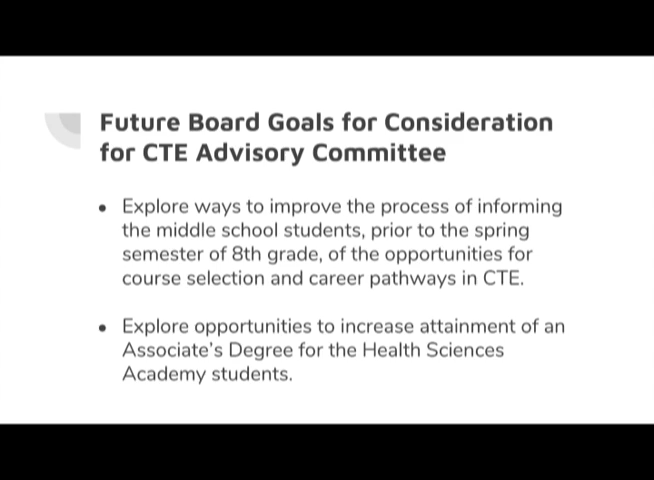 Future Board Goals for Consideration
for CTE Advisory Committee
• Explore ways to improve the process of informing
the middle school students, prior to the spring
semester of 8th grade, of the opportunities for
course selection and career pathways in CTE.
• Explore opportunities to increase attainment of an
Associate's Degree for the Health Sciences
Academy students.